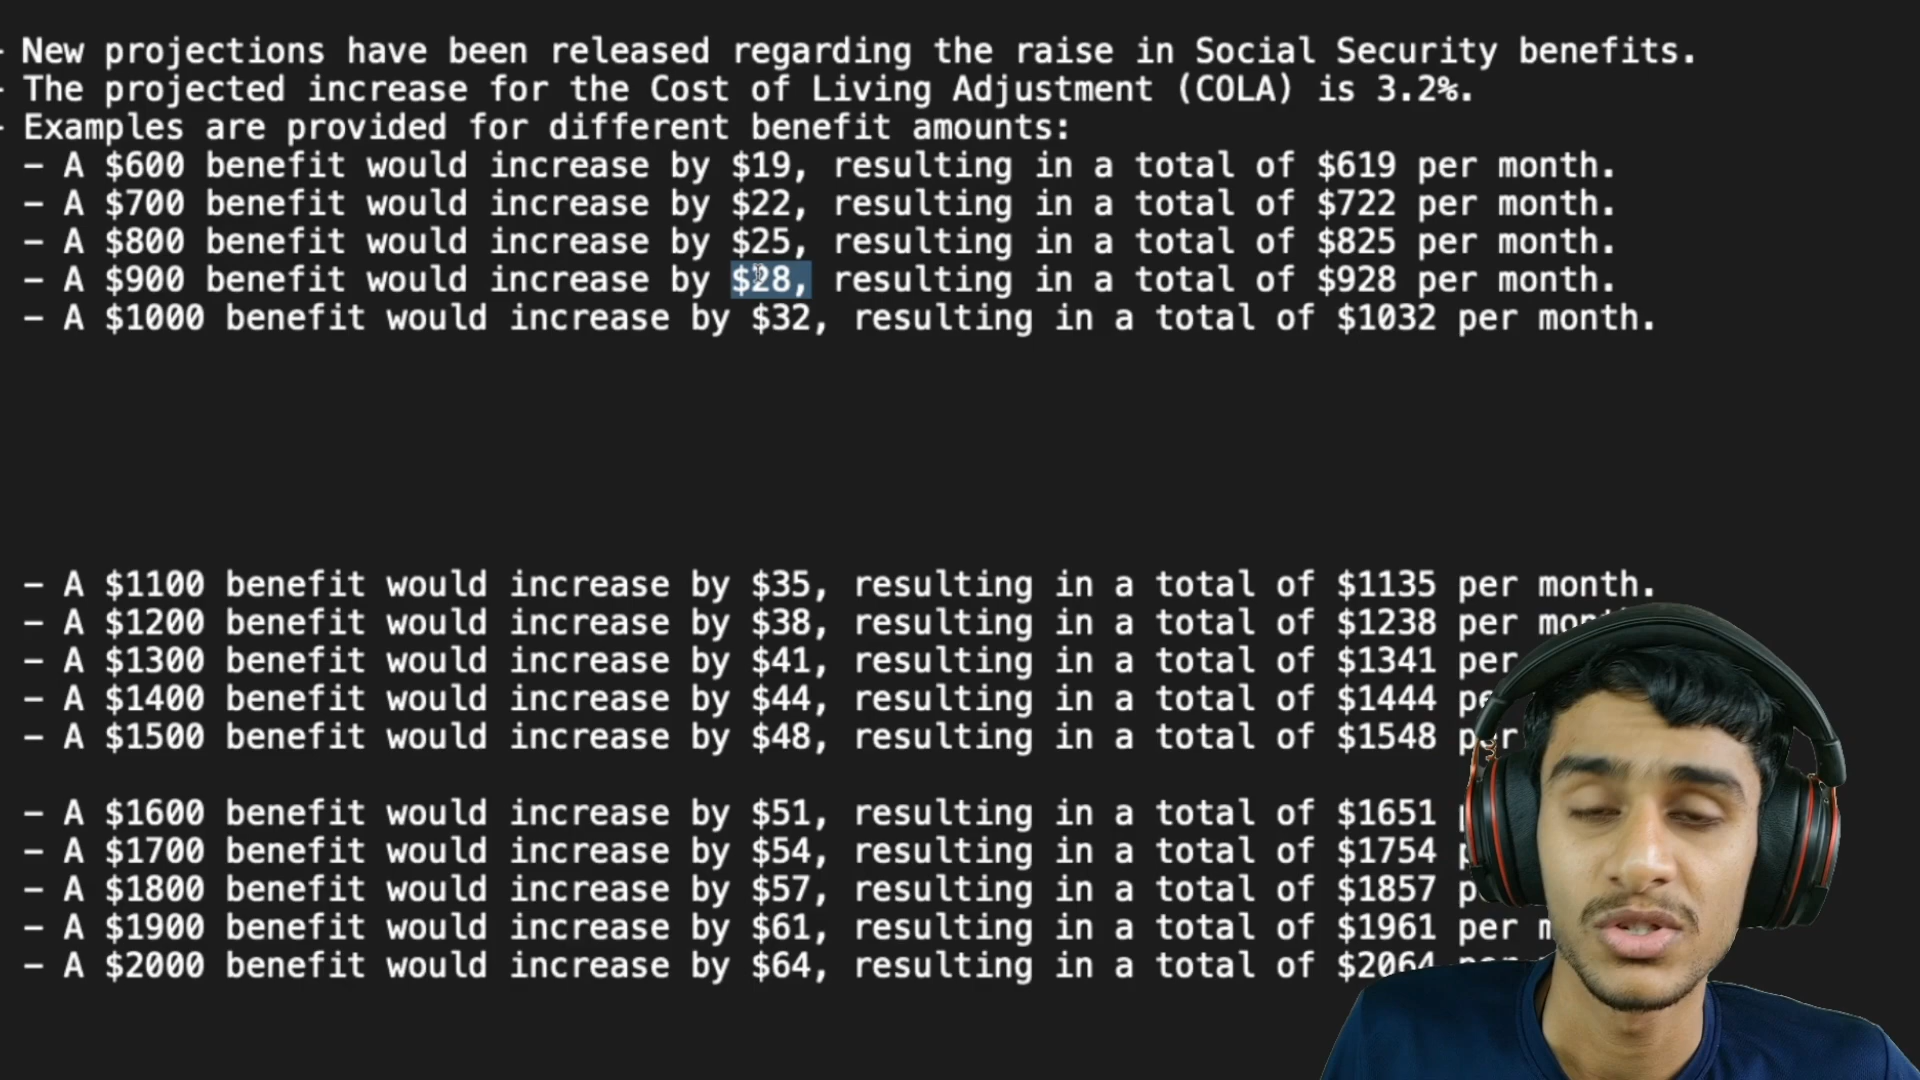 - New projections have been released regarding the raise in Social Security benefits.
- The projected increase for the Cost of Living Adjustment (COLA) is 3.2%.
- Examples are provided for different benefit amounts:
- A $600 benefit would increase by $19, resulting in a total of $619 per month.
- A $700 benefit would increase by $22, resulting in a total of $722 per month.
- A $800 benefit would increase by $25, resulting in a total of $825 per month.
- A $900 benefit would increase by $28, resulting in a total of $928 per month.
- A $1000 benefit would increase by $32, resulting in a total of $1032 per month.
- A $1100 benefit would increase by $35, resulting in a total of $1135 per month.
- A $1200 benefit would increase by $38, resulting in a total of $1238 per
- A $1300 benefit would increase by $41, resulting in a total of $1341 per
- A $1400 benefit would increase by $44, resulting in a total of $1444
- A $1500 benefit would increase by $48, resulting in a total of $1548 per
- A $1600 benefit would increase by $51, resulting in a total of $1651
- A $1700 benefit would increase by $54, resulting in a total of $1754
- A $1800 benefit would increase by $57, resulting in a total of $1857
- A $1900 benefit would increase by $61, resulting in a total of $1961 per
- A $2000 benefit would increase by $64, resulting in a total of $2064